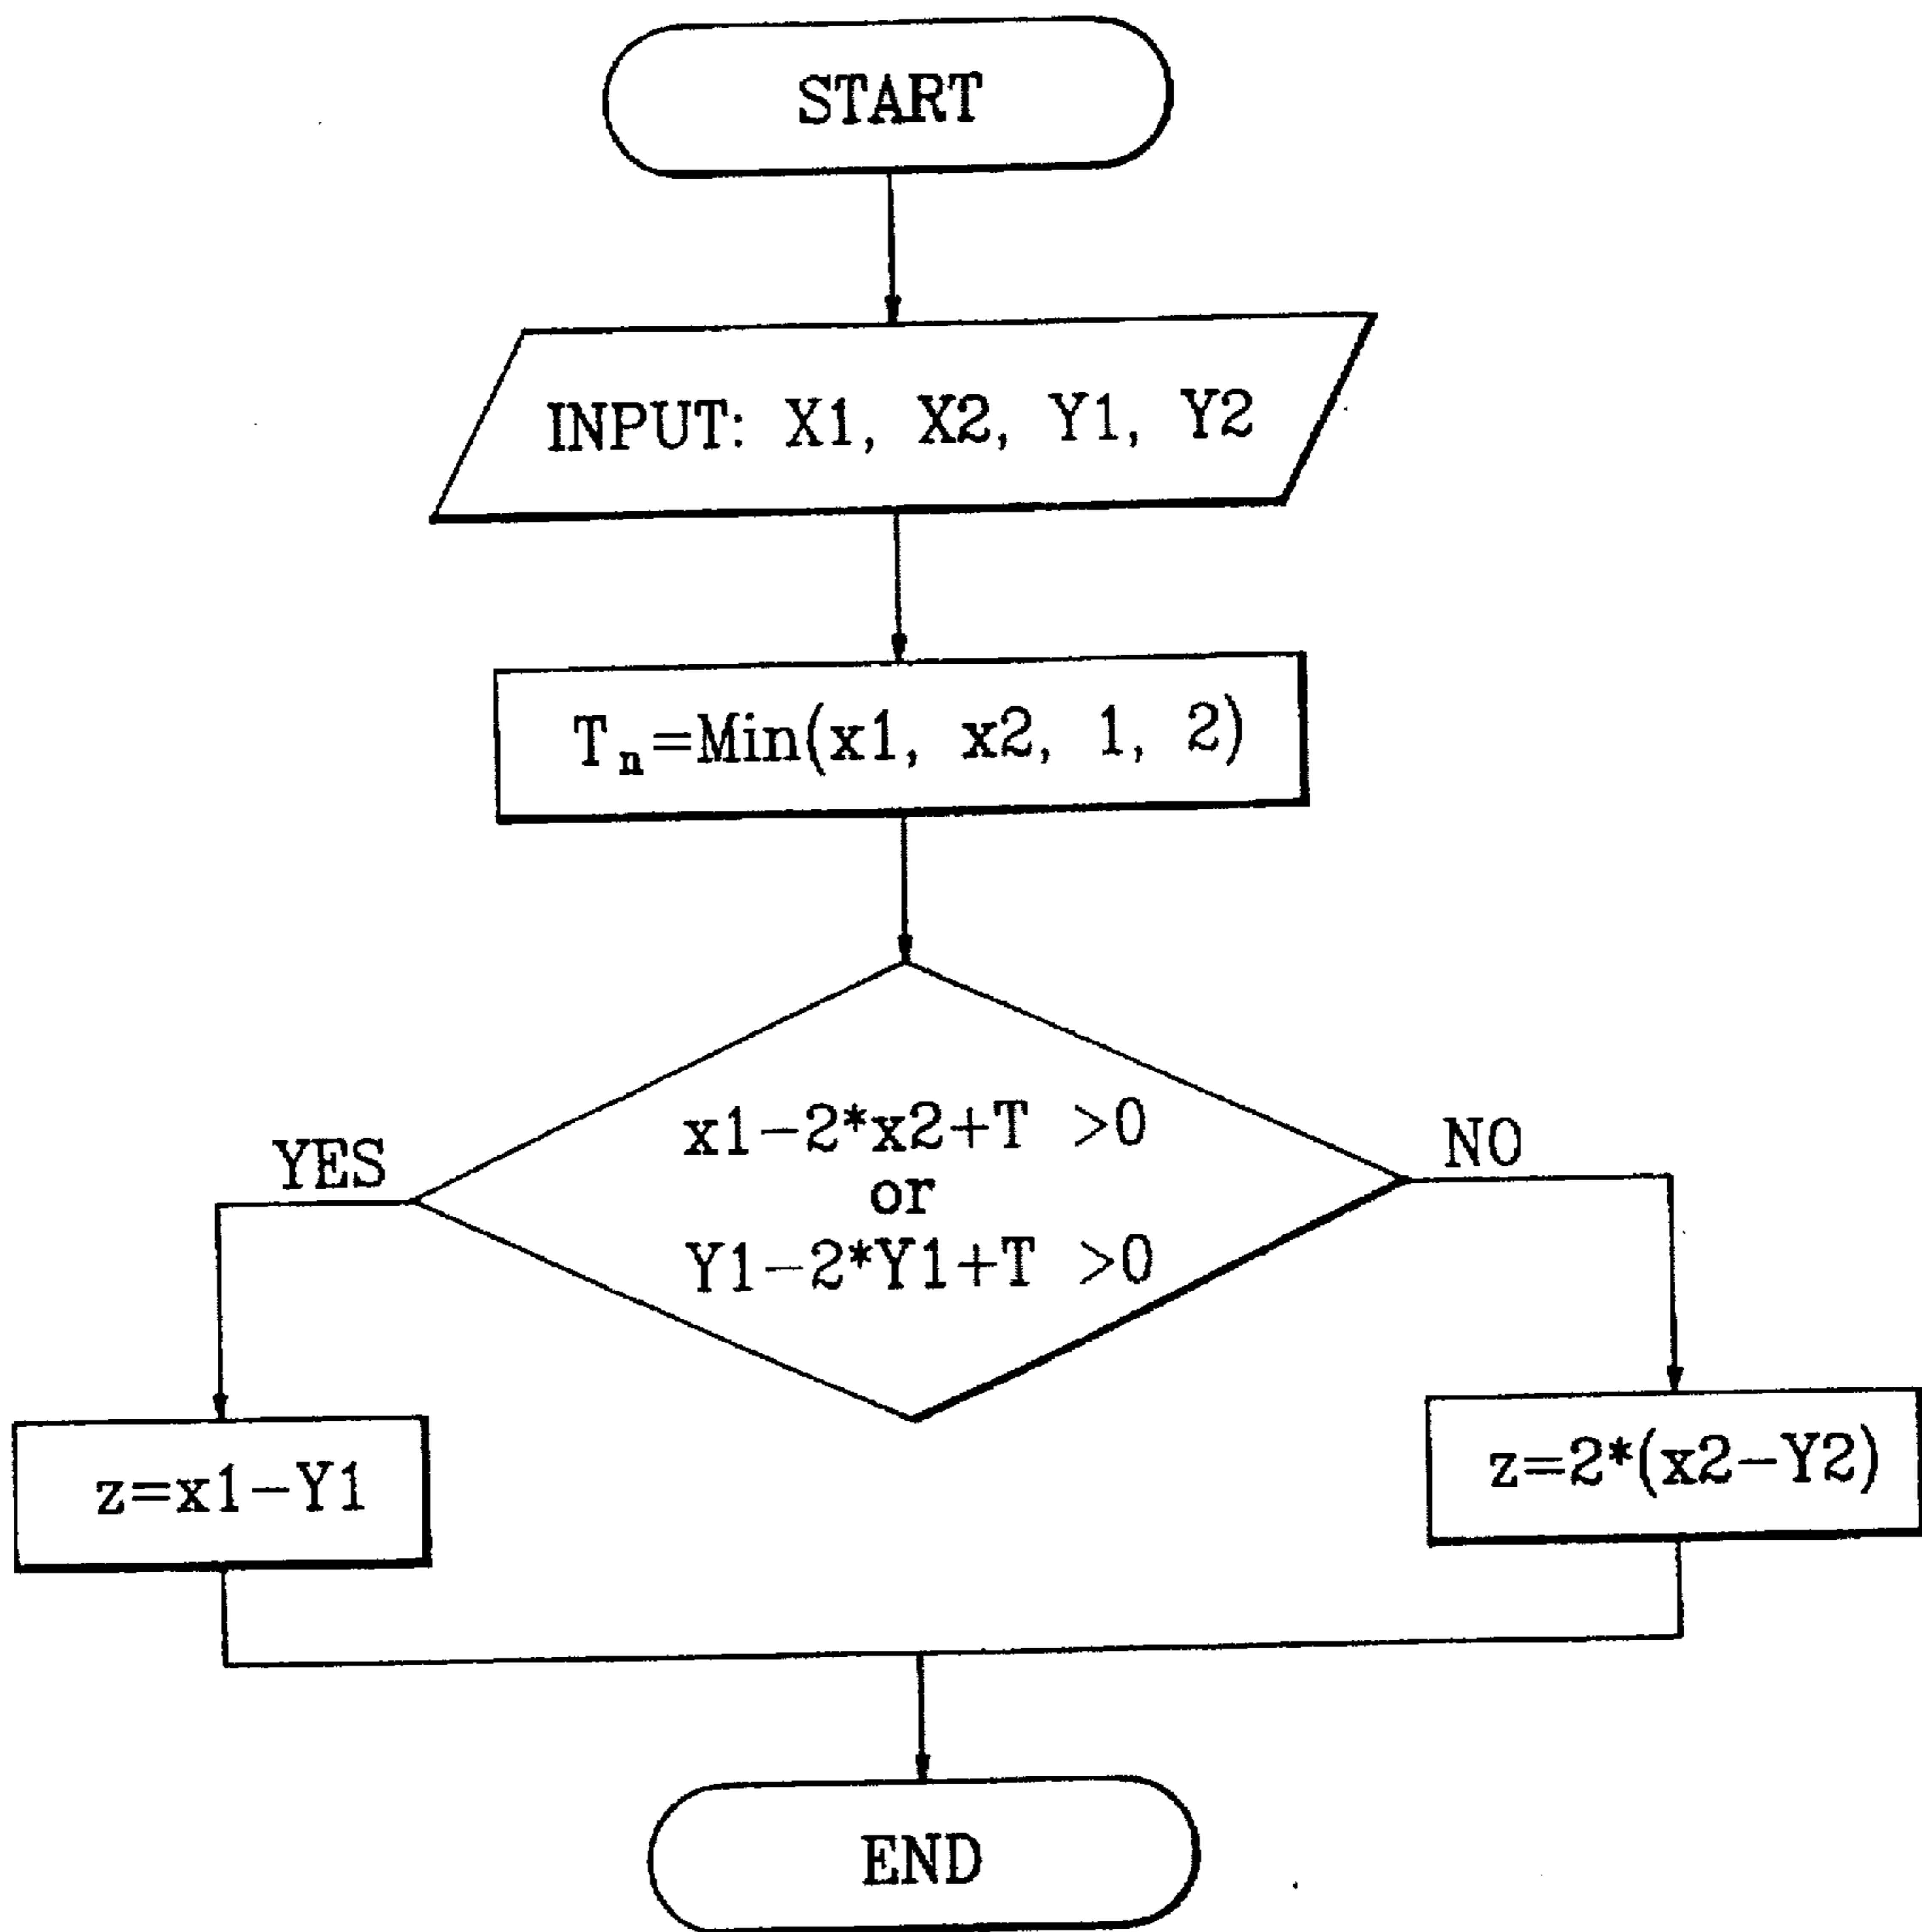 START
INPUT: X1, X2, Y1, Y2
Tn=Min(x1, x2, 1, 2)
x1-2*x2+T >0
or
Y1-2*Y1+T >0
YES
NO
z=x1-Y1
z=2*(x2-Y2)
END